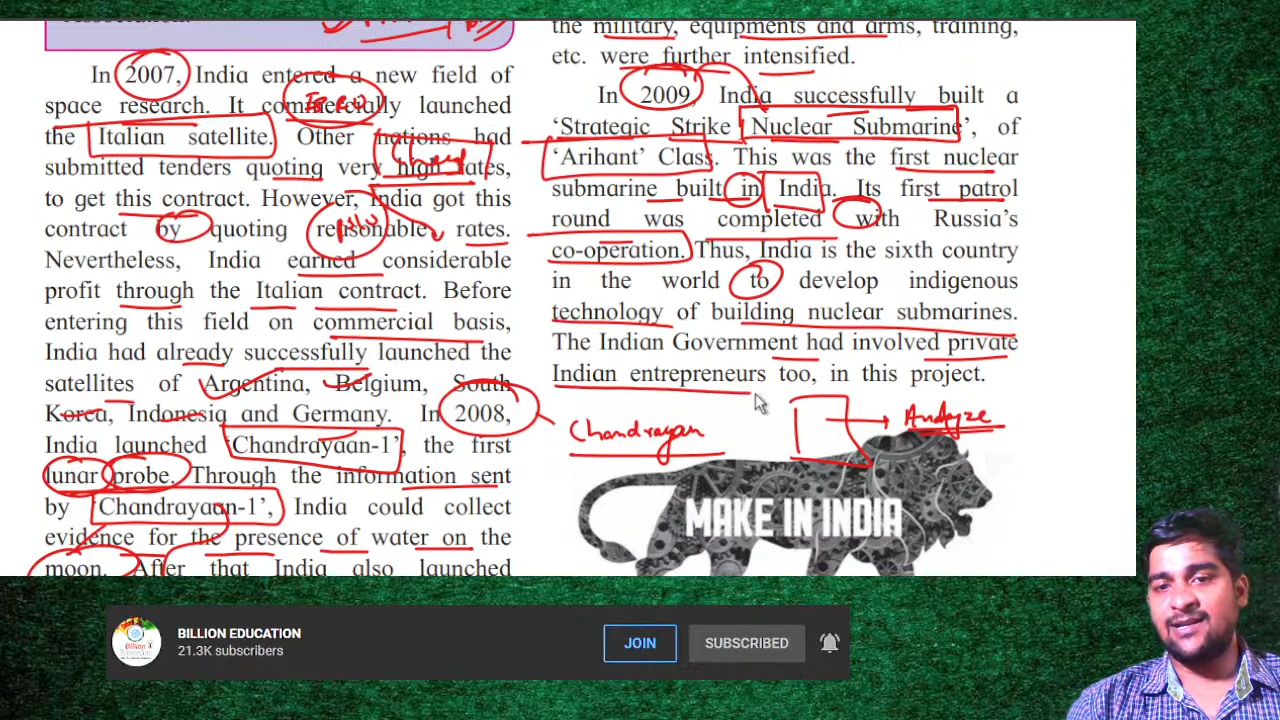 Association.
In 2007, India entered a new field of
space research. It commercially launched
the Italian satellite. Other nations had
submitted tenders quoting very high rates,
to get this contract. However, India got this
contract by quoting reasonable rates.
Nevertheless, India earned considerable
profit through the Italian contract. Before
entering this field on commercial basis,
India had already successfully launched the
satellites of Argentina, Belgium, South
Korea, Indonesia and Germany. In 2008,
India launched 'Chandrayaan-1', the first
lunar probe. Through the information sent
by 'Chandrayaan-1', India could collect
evidence for the presence of water on the
moon. After that India also launched
the military, equipments and arms, training,
etc. were further intensified.
In 2009, India successfully built a
'Strategic Strike Nuclear Submarine', of
'Arihant' Class. This was the first nuclear
submarine built in India. Its first patrol
round was completed with Russia's
co-operation. Thus, India is the sixth country
in the world to develop indigenous
technology of building nuclear submarines.
The Indian Government had involved private
Indian entrepreneurs too, in this project.
Chandrayan
Analyze
MAKE IN INDIA
BILLION EDUCATION
21.3K subscribers
JOIN
SUBSCRIBED